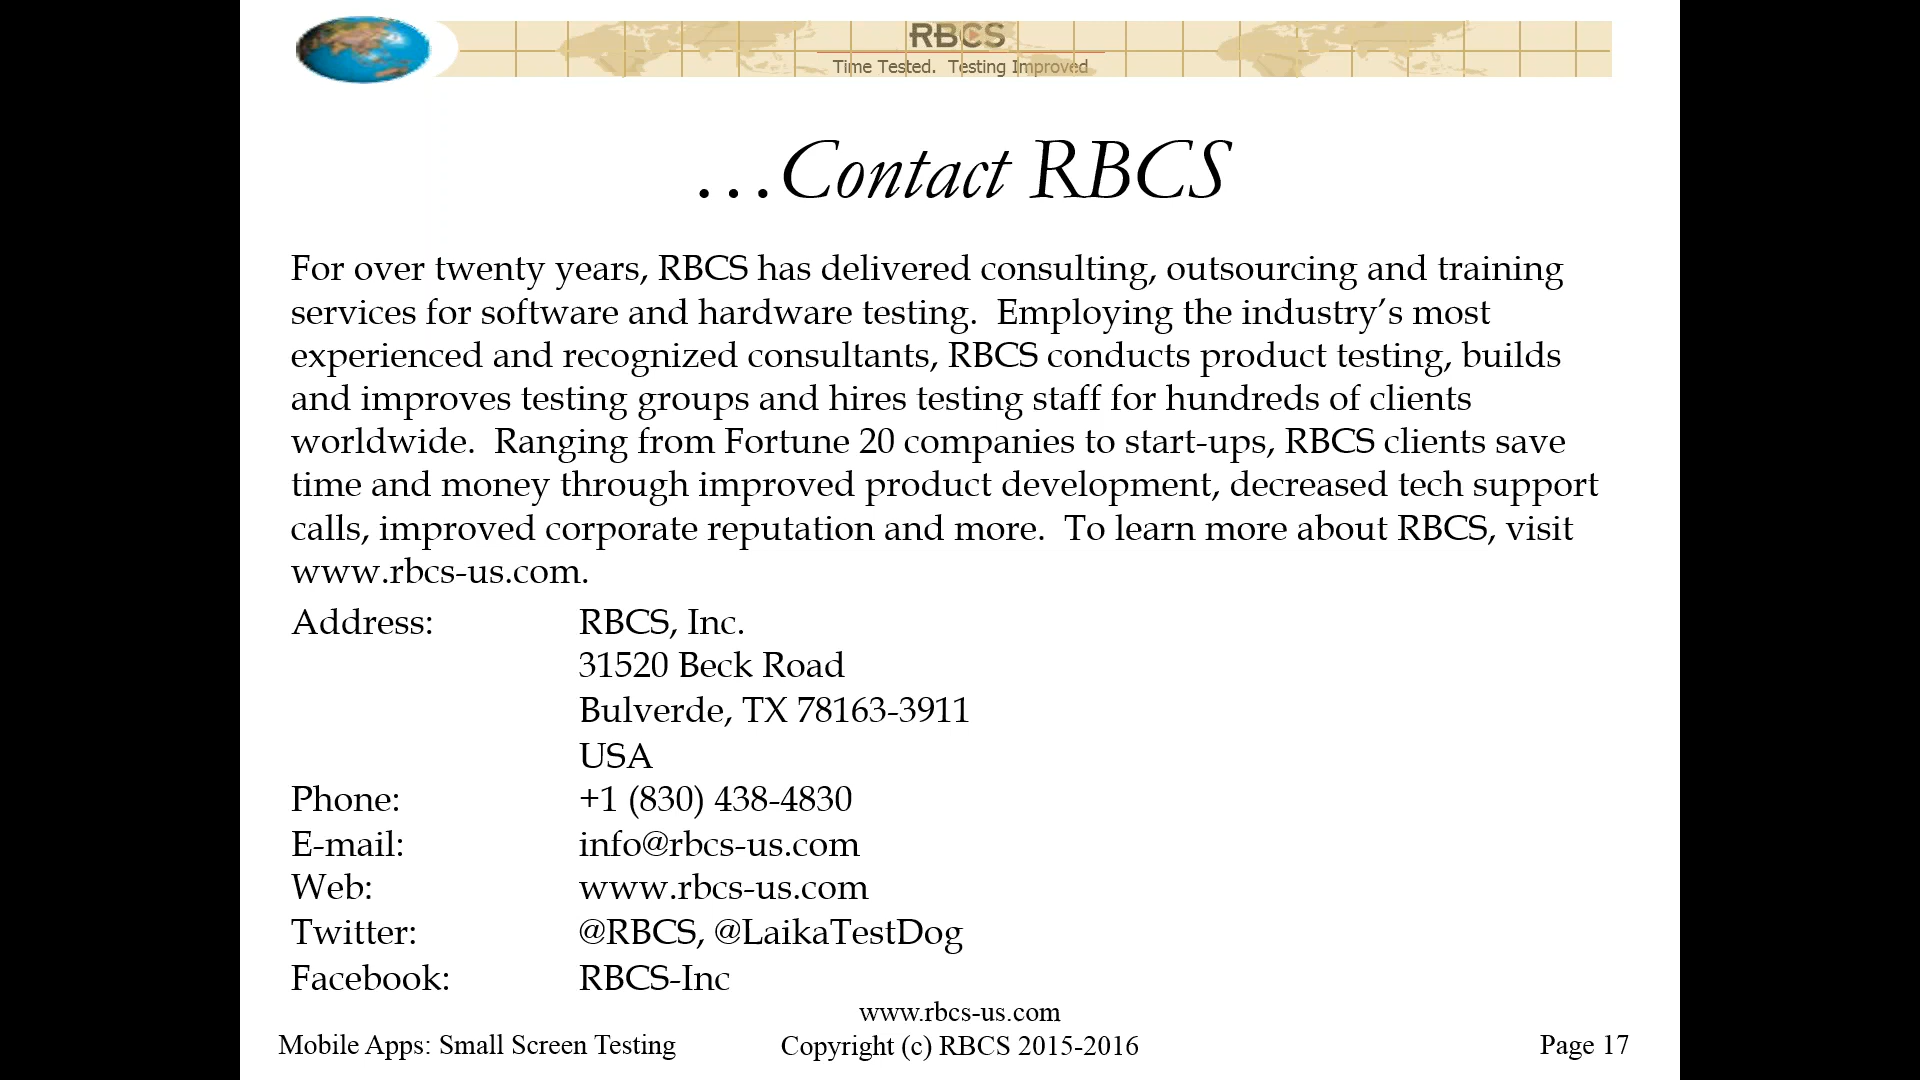 RBCS
Time Tested.  Testing Improved
…Contact RBCS
For over twenty years, RBCS has delivered consulting, outsourcing and training
services for software and hardware testing.  Employing the industry’s most
experienced and recognized consultants, RBCS conducts product testing, builds
and improves testing groups and hires testing staff for hundreds of clients
worldwide.  Ranging from Fortune 20 companies to start-ups, RBCS clients save
time and money through improved product development, decreased tech support
calls, improved corporate reputation and more.  To learn more about RBCS, visit
www.rbcs-us.com.
Address: RBCS, Inc.
31520 Beck Road
Bulverde, TX 78163-3911
USA
Phone: +1 (830) 438-4830
E-mail: info@rbcs-us.com
Web: www.rbcs-us.com
Twitter: @RBCS, @LaikaTestDog
Facebook: RBCS-Inc
www.rbcs-us.com
Mobile Apps: Small Screen Testing Copyright (c) RBCS 2015-2016 Page 17